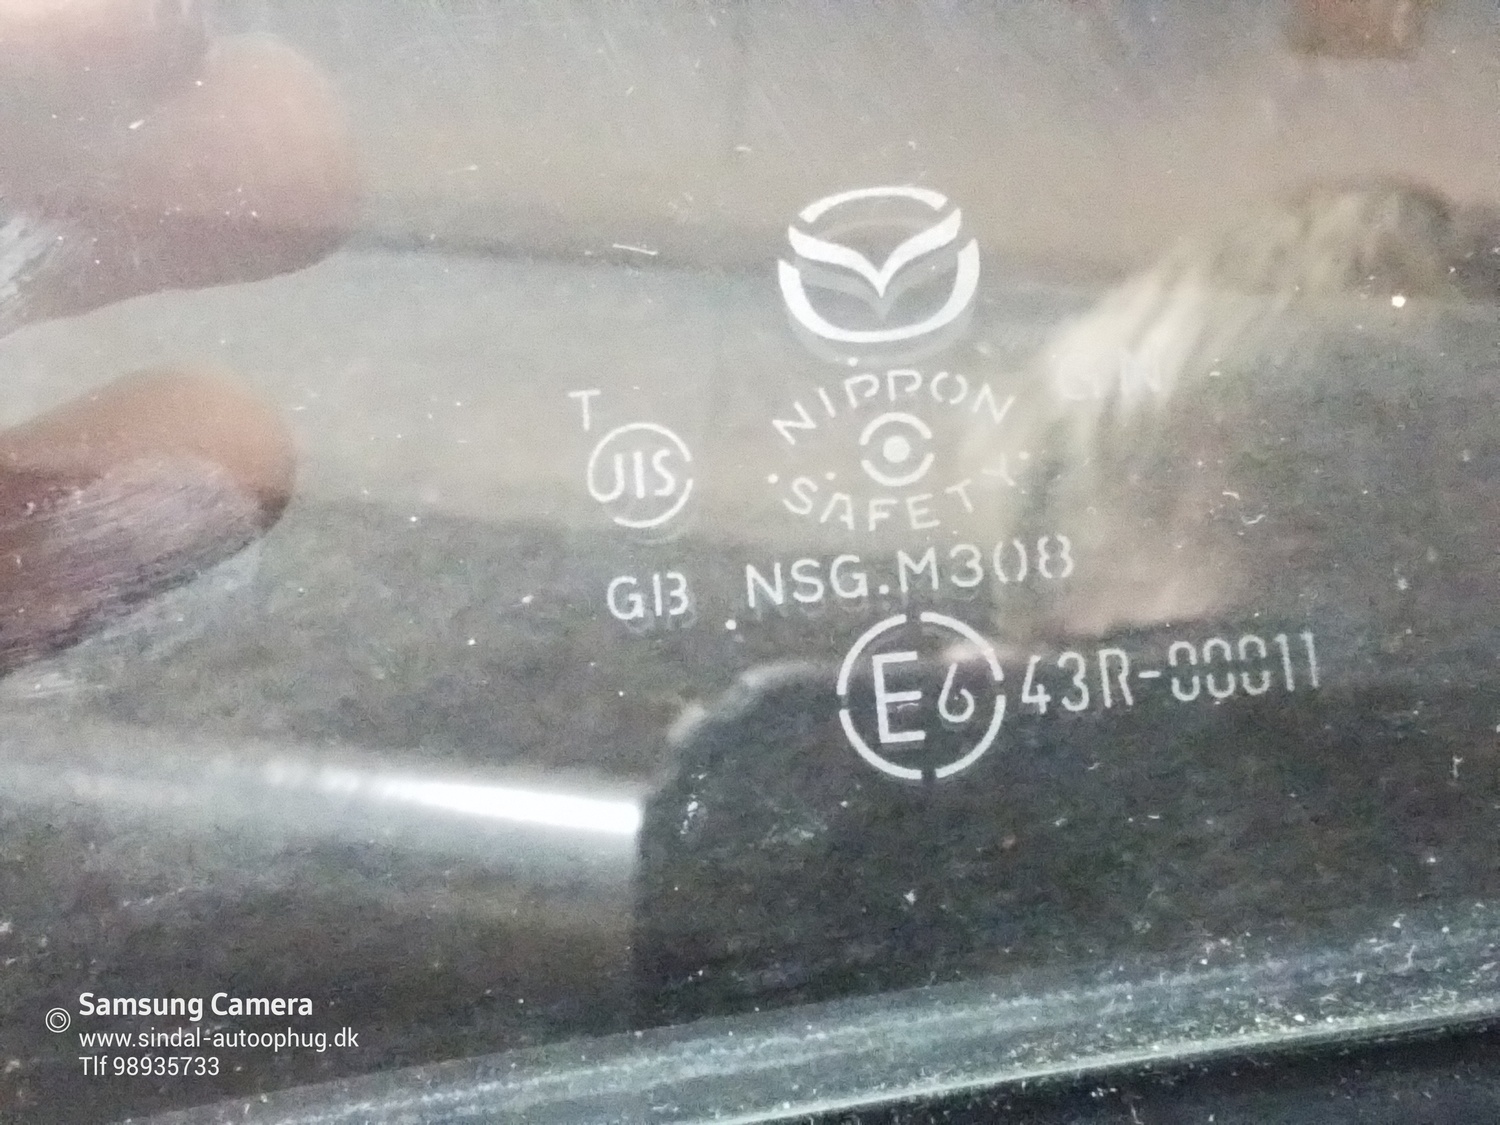 NIPPON
SAFETY
T
JIS
GB NSG.M308
E6 43R-00011
Samsung Camera
www.sindal-autoophug.dk
Tlf 98935733